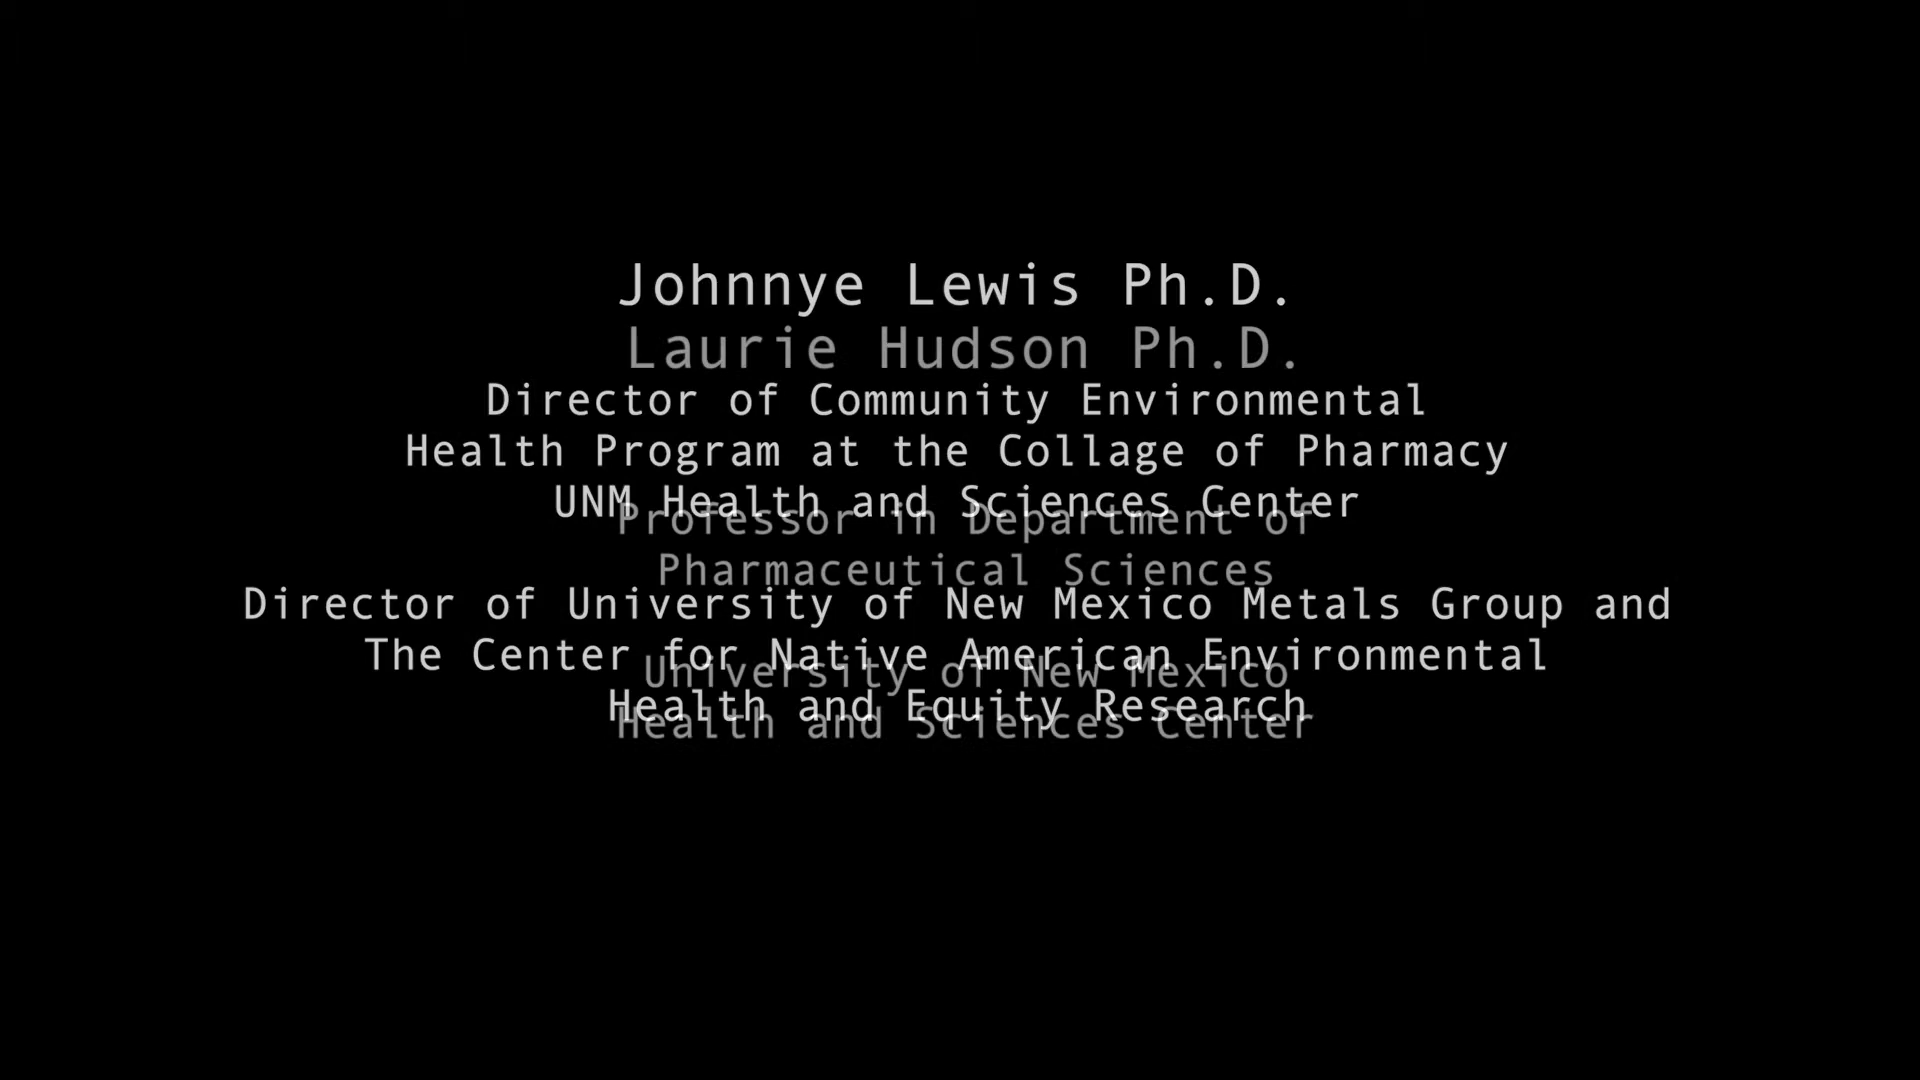 Johnnye Lewis Ph.D.
Laurie Hudson Ph.D.
Director of Community Environmental
Health Program at the Collage of Pharmacy
UNM Health and Sciences Center
Professor in Department of
Pharmaceutical Sciences
Director of University of New Mexico Metals Group and
The Center for Native American Environmental
University of New Mexico
Health and Equity Research
Health and Sciences Center